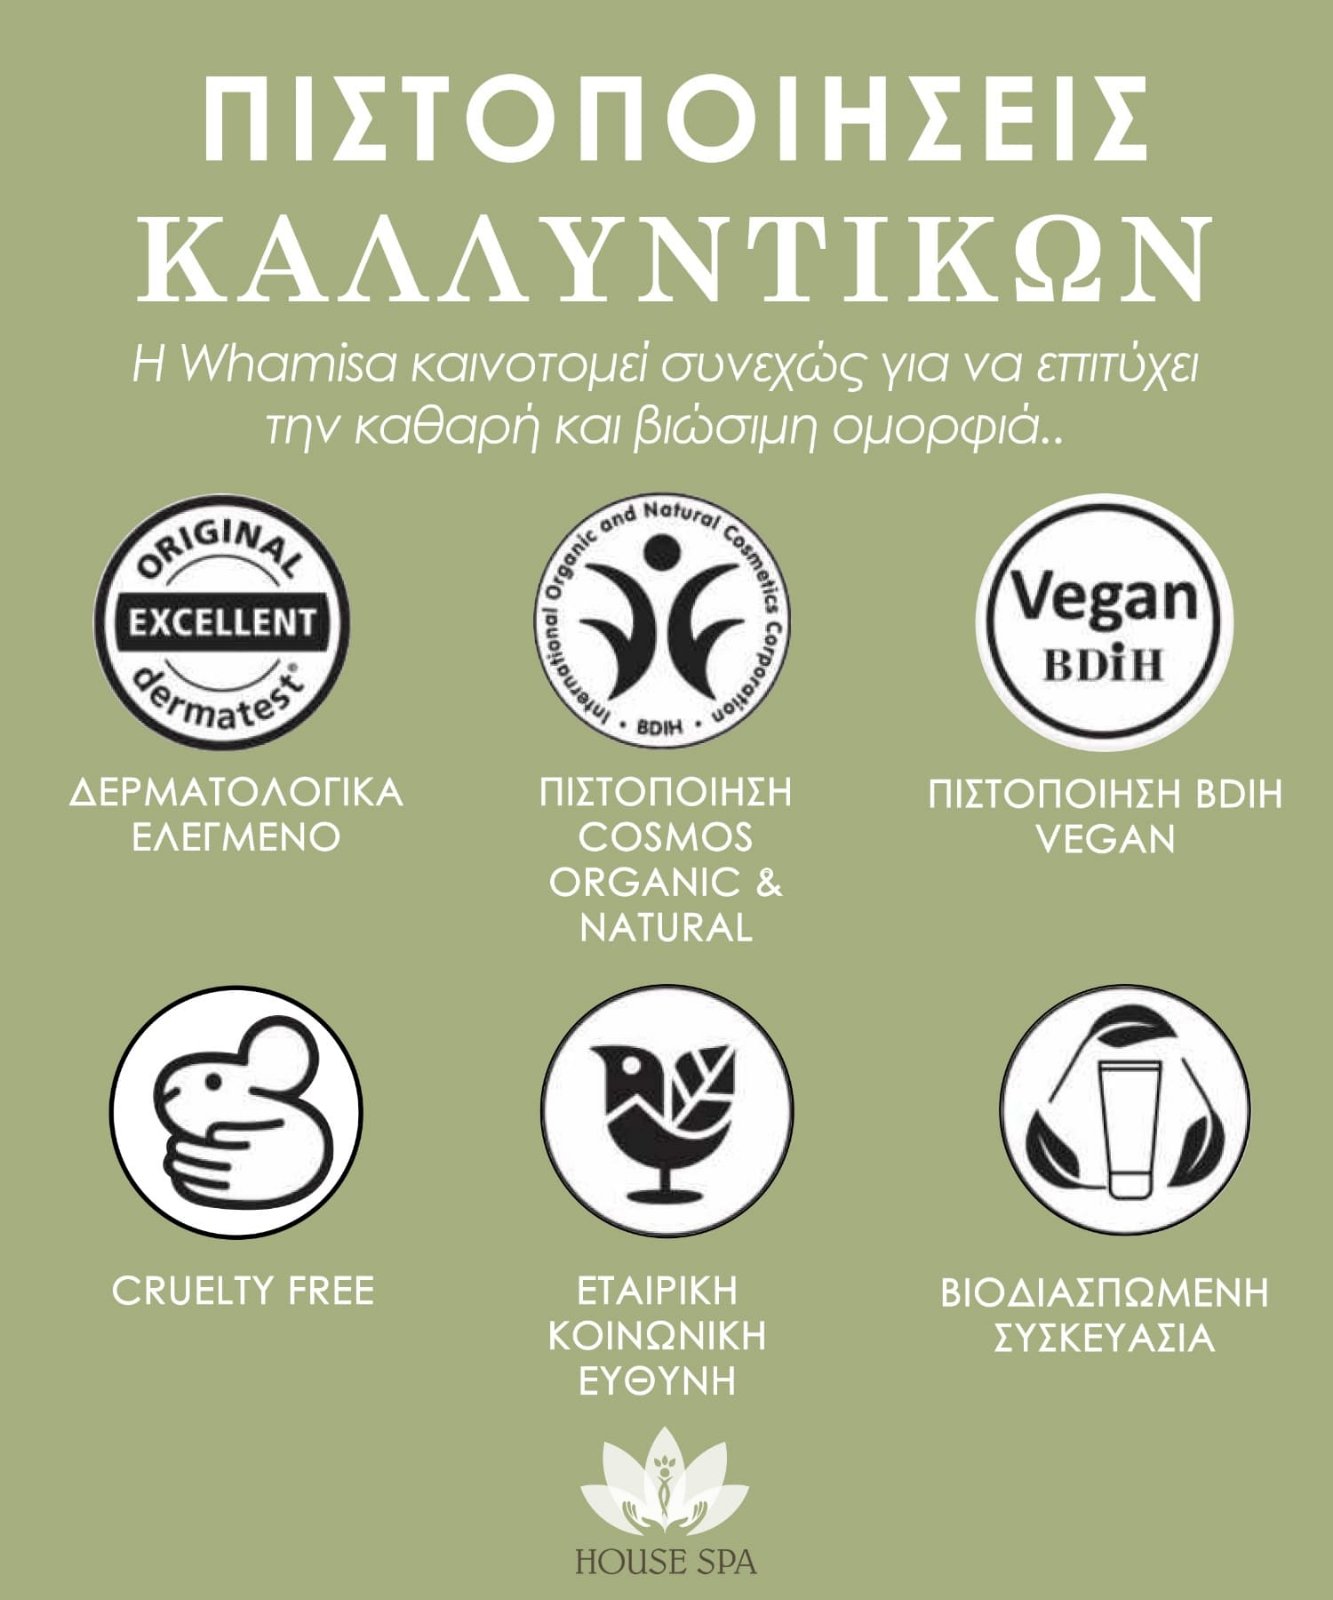 ΠΙΣΤΟΠΟΙΗΣΕΙΣ
ΚΑΛΛΥΝΤΙΚΩΝ
Η Whamisa καινοτομεί συνεχώς για να επιτύχει
την καθαρή και βιώσιμη ομορφιά..
ORIGINAL
EXCELLENT
dermatest®
International Organic and Natural Cosmetics Corporation
• BDIH •
Vegan
BDiH
ΔΕΡΜΑΤΟΛΟΓΙΚΑ
ΕΛΕΓΜΕΝΟ
ΠΙΣΤΟΠΟΙΗΣΗ
COSMOS
ORGANIC &
NATURAL
ΠΙΣΤΟΠΟΙΗΣΗ BDIH
VEGAN
CRUELTY FREE
ΕΤΑΙΡΙΚΗ
ΚΟΙΝΩΝΙΚΗ
ΕΥΘΥΝΗ
ΒΙΟΔΙΑΣΠΩΜΕΝΗ
ΣΥΣΚΕΥΑΣΙΑ
HOUSE SPA